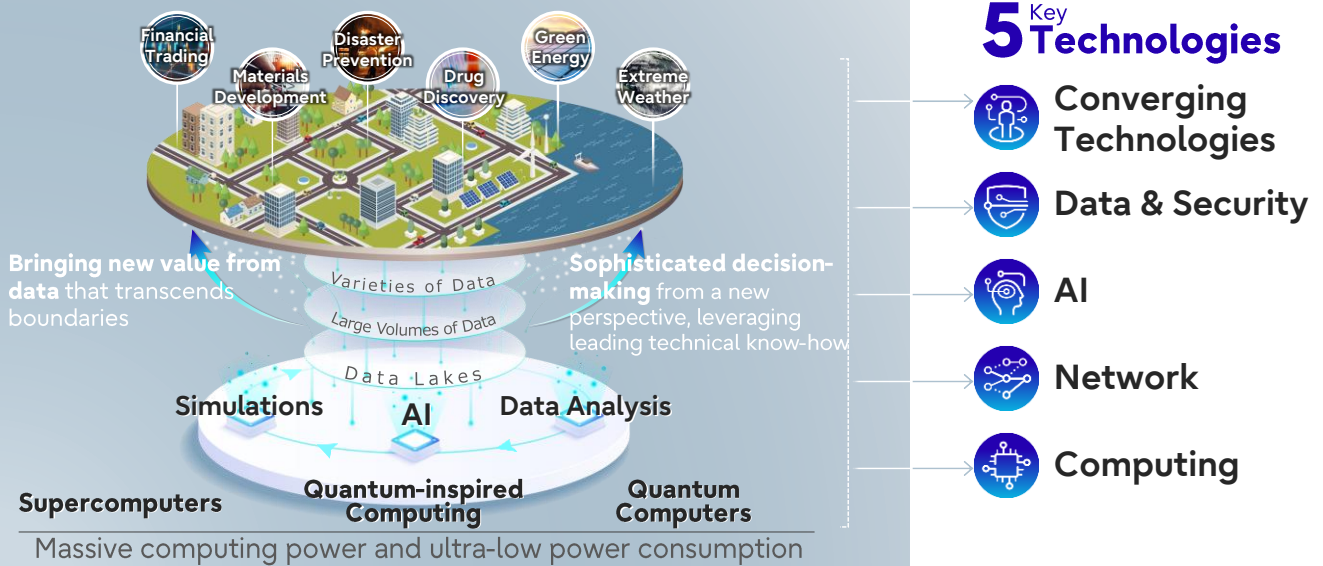 Financial
Trading
Materials
Development
Disaster
Prevention
Drug
Discovery
Green
Energy
Extreme
Weather
Bringing new value from
data that transcends
boundaries
Varieties of Data
Large Volumes of Data
Data Lakes
Sophisticated decision-
making from a new
perspective, leveraging
leading technical know-how
Simulations
AI
Data Analysis
Supercomputers
Quantum-inspired
Computing
Quantum
Computers
Massive computing power and ultra-low power consumption
5 Key
Technologies
Converging
Technologies
Data & Security
AI
Network
Computing